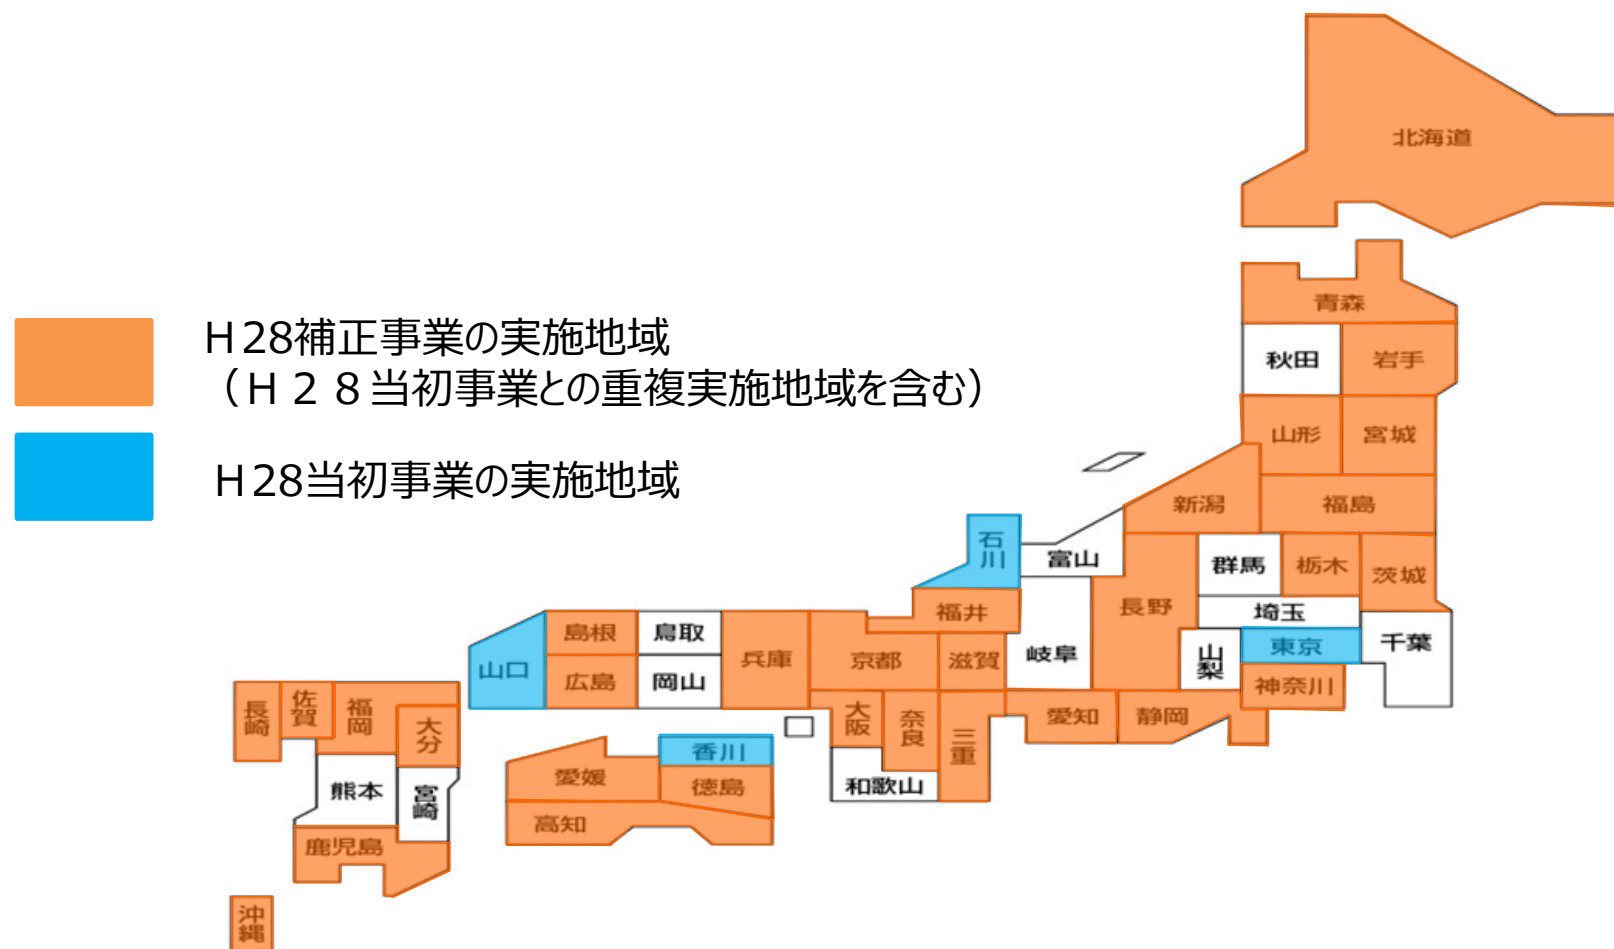 北海道
青森
秋田
岩手
H28補正事業の実施地域
（H２８当初事業との重複実施地域を含む）
山形
宮城
H28当初事業の実施地域
新潟
福島
石川
富山
群馬
栃木
茨城
長野
福井
埼玉
島根
鳥取
兵庫
京都
滋賀
岐阜
山梨
東京
千葉
山口
広島
岡山
神奈川
長崎
佐賀
福岡
大分
大阪
奈良
三重
愛知
静岡
香川
愛媛
徳島
和歌山
熊本
宮崎
高知
鹿児島
沖縄